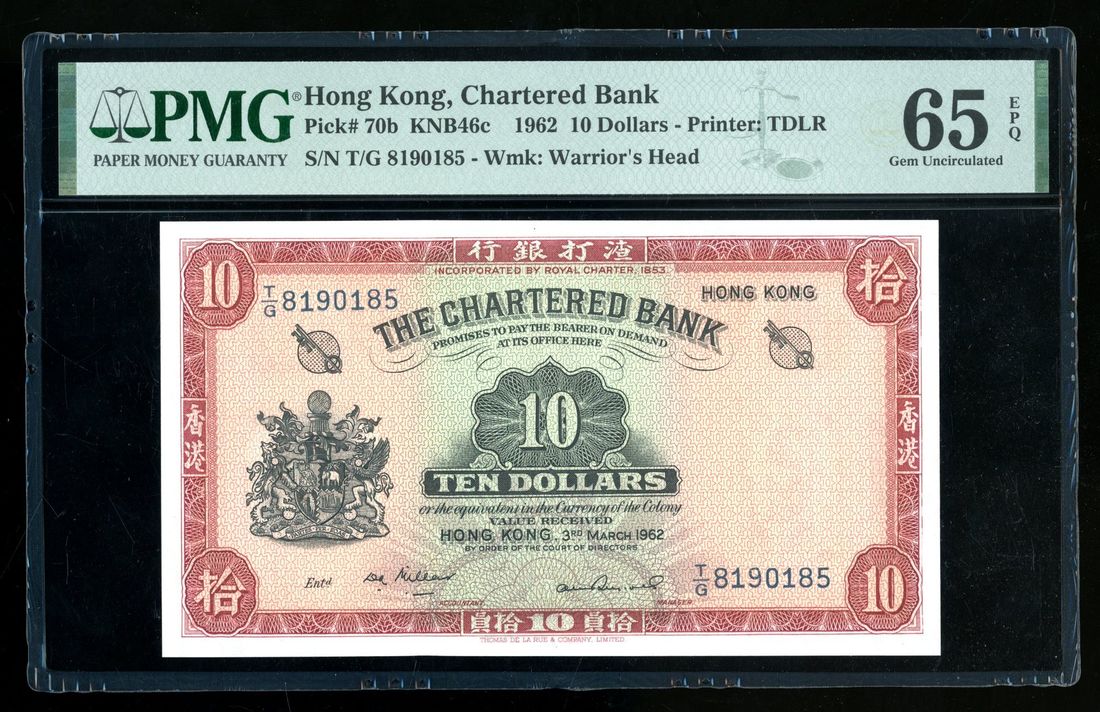 PMG®
PAPER MONEY GUARANTY
Hong Kong, Chartered Bank
Pick# 70b KNB46c 1962 10 Dollars - Printer: TDLR
S/N T/G 8190185 - Wmk: Warrior's Head
65 EPQ
Gem Uncirculated
行銀打渣
INCORPORATED BY ROYAL CHARTER, 1853.
10
拾
T/G 8190185
HONG KONG
THE CHARTERED BANK
PROMISES TO PAY THE BEARER ON DEMAND
AT ITS OFFICE HERE
10
香港
香港
TEN DOLLARS
or the equivalent in the Currency of the Colony
VALUE RECEIVED
HONG KONG, 3RD MARCH 1962
BY ORDER OF THE COURT OF DIRECTORS
Entd
T/G 8190185
拾
10
ACCOUNTANT
MANAGER
員拾 10 員拾
THOMAS DE LA RUE & COMPANY, LIMITED